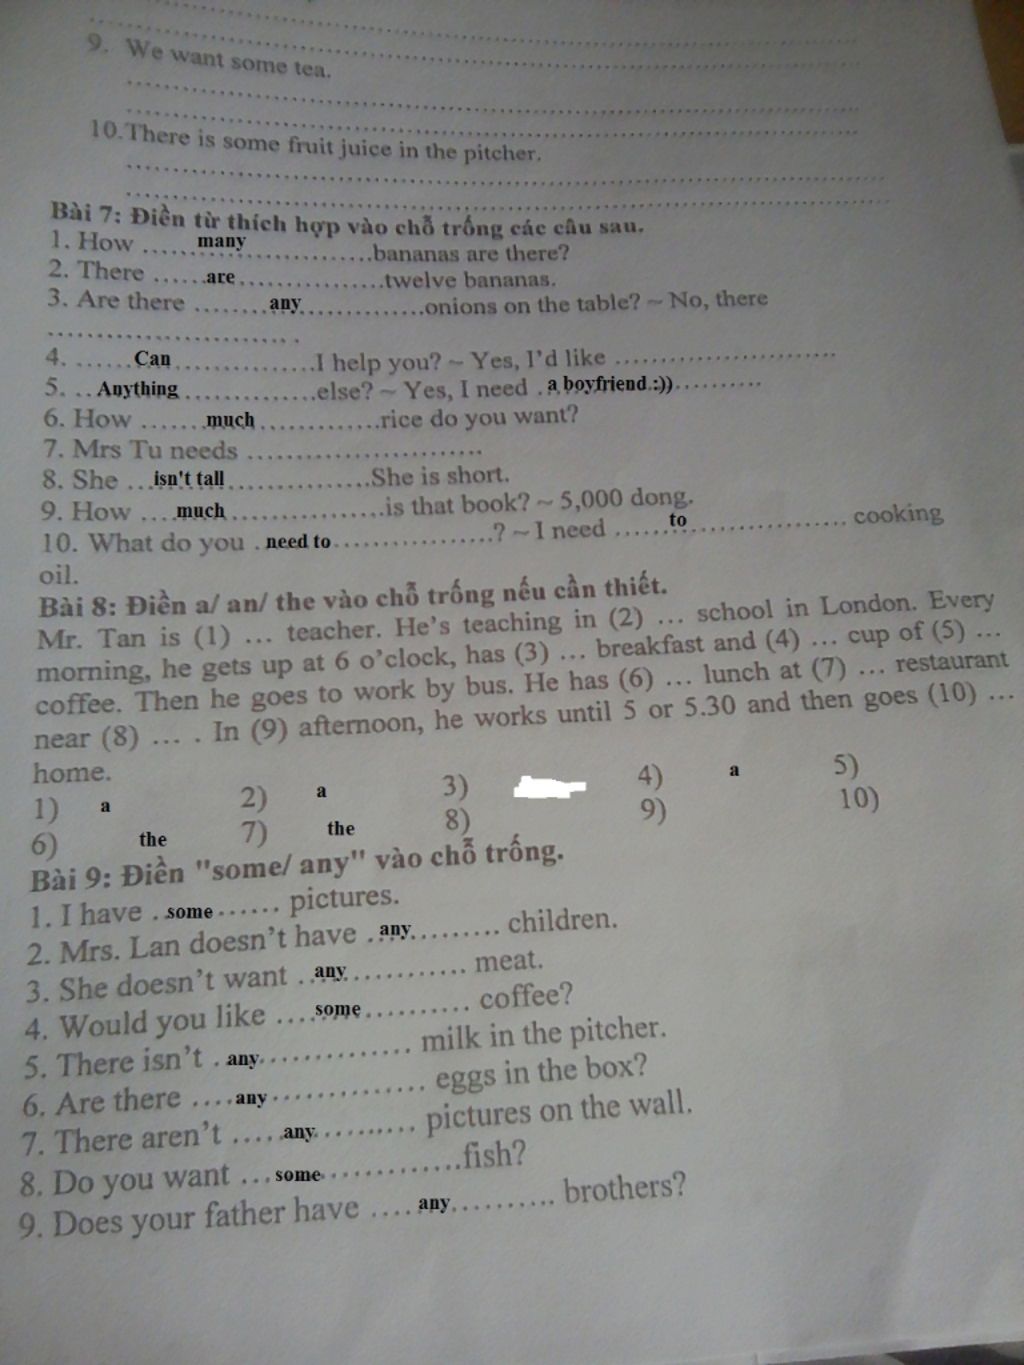 9. We want some tea.
10.There is some fruit juice in the pitcher.
Bài 7: Điền từ thích hợp vào chỗ trống các câu sau.
1. How ......many....................bananas are there?
2. There ......are................twelve bananas.
3. Are there .........any..............onions on the table? ~ No, there
..........................
4. ......Can...............I help you? ~ Yes, I'd like ........................
5. ..Anything..............else? ~ Yes, I need .a boyfriend :))..........
6. How .......much.............rice do you want?
7. Mrs Tu needs .........................
8. She ...isn't tall...............She is short.
9. How ....much.................is that book? ~ 5,000 dong.
10. What do you .need to.................? ~ I need ......to................. cooking
oil.
Bài 8: Điền a/ an/ the vào chỗ trống nếu cần thiết.
Mr. Tan is (1) ... teacher. He's teaching in (2) ... school in London. Every
morning, he gets up at 6 o'clock, has (3) ... breakfast and (4) ... cup of (5) ...
coffee. Then he goes to work by bus. He has (6) ... lunch at (7) ... restaurant
near (8) ... . In (9) afternoon, he works until 5 or 5.30 and then goes (10) ...
home.
1) a 2) a 3) 4) a 5)
6) the 7) the 8) 9) 10)
Bài 9: Điền "some/ any" vào chỗ trống.
1. I have ..some...... pictures.
2. Mrs. Lan doesn't have ..any......... children.
3. She doesn't want ..any............ meat.
4. Would you like ....some........... coffee?
5. There isn't .any.............. milk in the pitcher.
6. Are there ....any.............. eggs in the box?
7. There aren't .....any.......... pictures on the wall.
8. Do you want ...some.............fish?
9. Does your father have ....any.......... brothers?